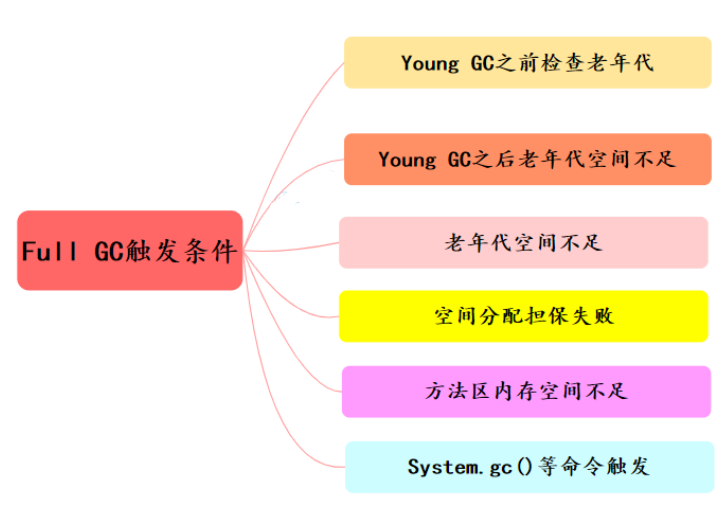 Full GC触发条件
Young GC之前检查老年代
Young GC之后老年代空间不足
老年代空间不足
空间分配担保失败
方法区内存空间不足
System.gc()等命令触发